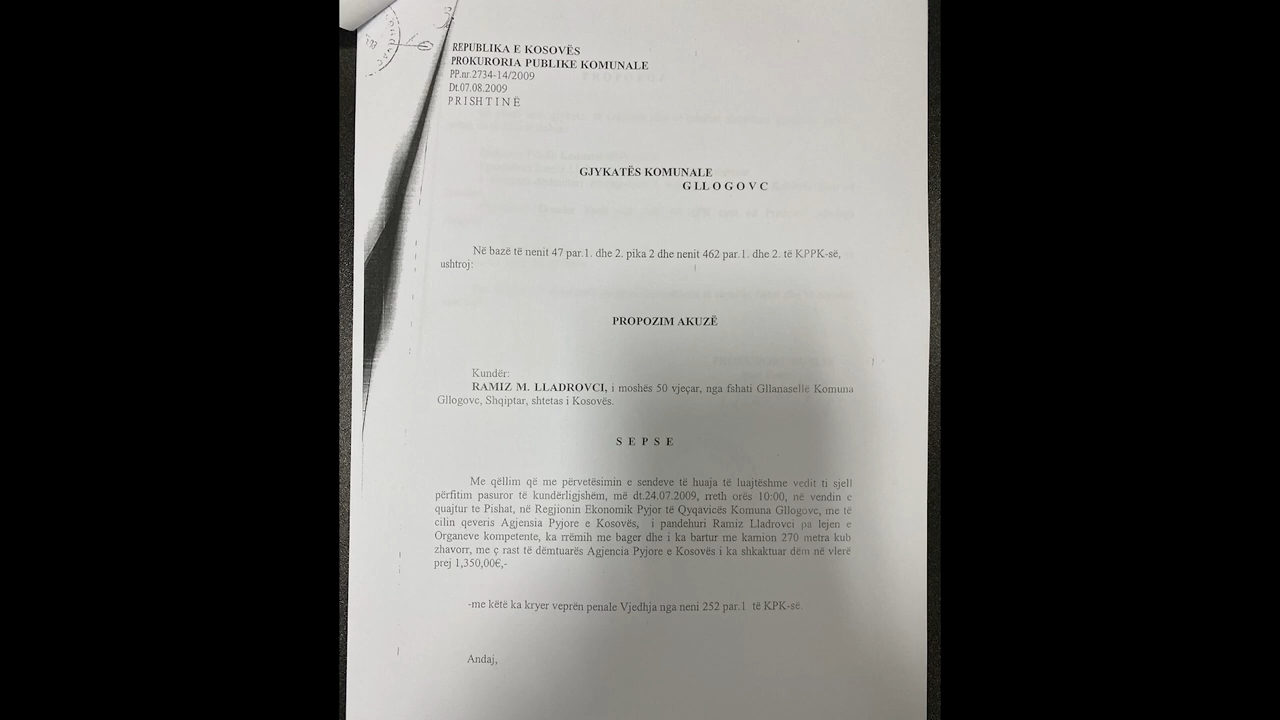 REPUBLIKA E KOSOVËS
PROKURORIA PUBLIKE KOMUNALE
PP.nr.2734-14/2009
Dt.07.08.2009
P R I S H T I N Ë
GJYKATËS KOMUNALE
G L L O G O V C
Në bazë të nenit 47 par.1. dhe 2. pika 2 dhe nenit 462 par.1. dhe 2. të KPPK-së,
ushtroj:
PROPOZIM AKUZË
Kundër:
RAMIZ M. LLADROVCI, i moshës 50 vjeçar, nga fshati Gllanasellë Komuna
Gllogovc, Shqiptar, shtetas i Kosovës.
S E P S E
Me qëllim që me përvetësimin e sendeve të huaja të luajtëshme vedit ti sjell
përfitim pasuror të kundërligjshëm, më dt.24.07.2009, rreth orës 10:00, në vendin e
quajtur te Pishat, në Regjionin Ekonomik Pyjor të Qyqavicës Komuna Gllogovc, me të
cilin qeveris Agjensia Pyjore e Kosovës, i pandehuri Ramiz Lladrovci pa lejen e
Organeve kompetente, ka rrëmih me bager dhe i ka bartur me kamion 270 metra kub
zhavorr, me ç rast të dëmtuarës Agjencia Pyjore e Kosovës i ka shkaktuar dëm në vlerë
prej 1,350,00€,-
-me këtë ka kryer veprën penale Vjedhja nga neni 252 par.1 të KPK-së.
Andaj,